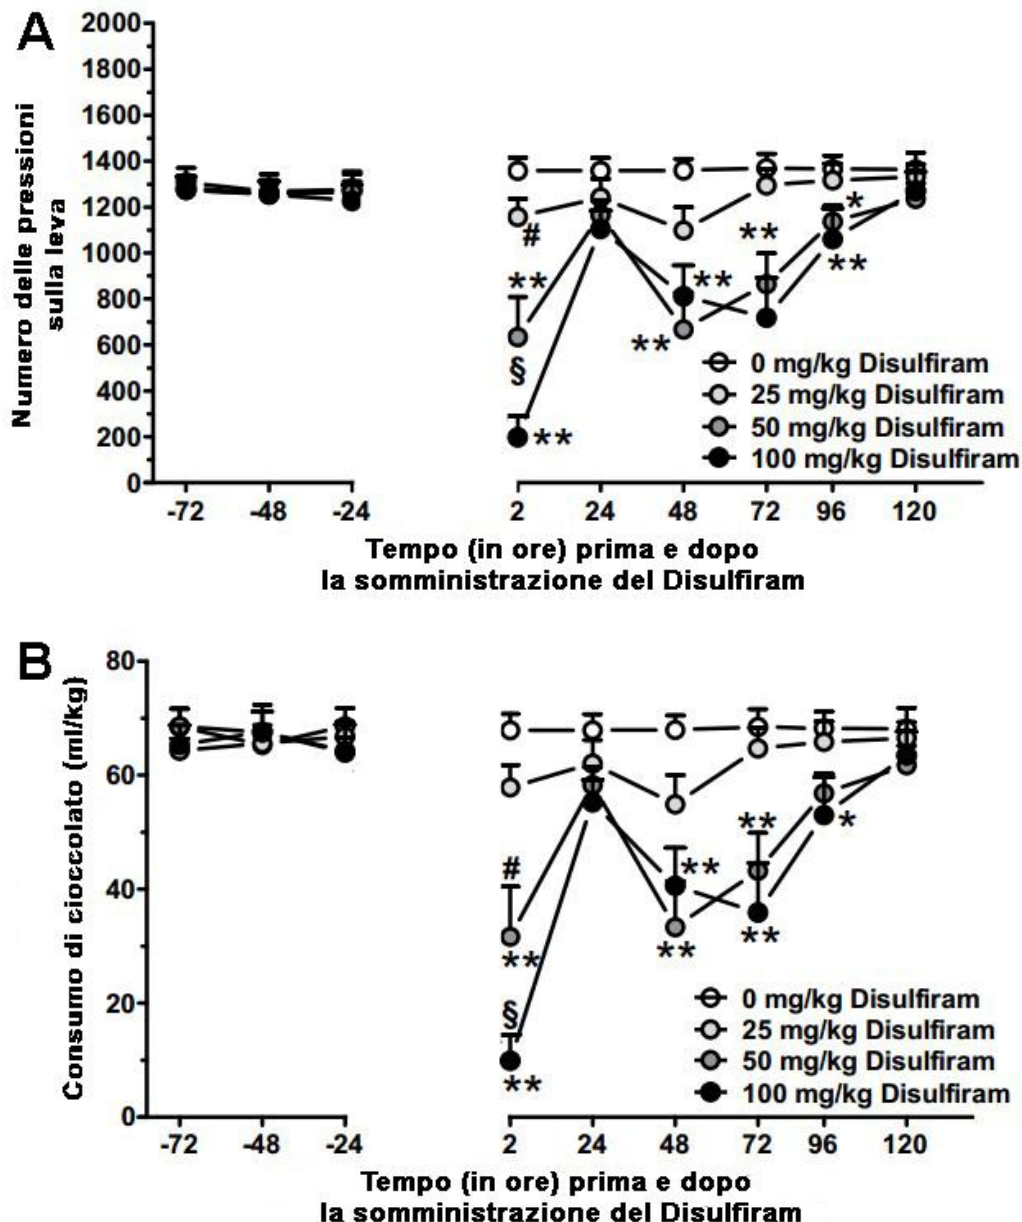 A
Numero delle pressioni
sulla leva
2000
1800
1600
1400
1200
1000
800
600
400
200
0
#
**
§
**
**
**
**
*
**
0 mg/kg Disulfiram
25 mg/kg Disulfiram
50 mg/kg Disulfiram
100 mg/kg Disulfiram
-72 -48 -24 2 24 48 72 96 120
Tempo (in ore) prima e dopo
la somministrazione del Disulfiram
B
Consumo di cioccolato (ml/kg)
80
60
40
20
0
#
**
§
**
**
**
**
**
*
0 mg/kg Disulfiram
25 mg/kg Disulfiram
50 mg/kg Disulfiram
100 mg/kg Disulfiram
-72 -48 -24 2 24 48 72 96 120
Tempo (in ore) prima e dopo
la somministrazione del Disulfiram